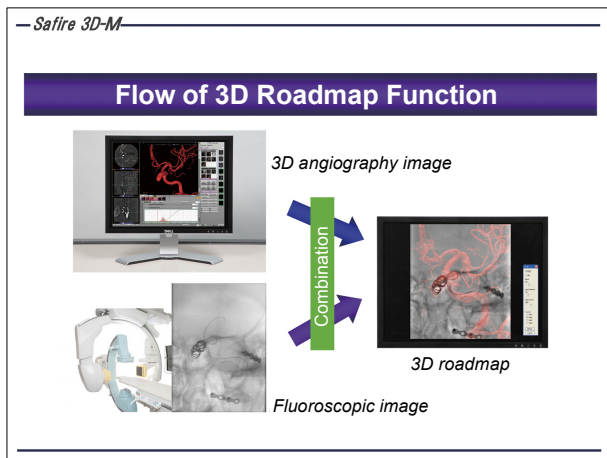 Safire 3D-M
Flow of 3D Roadmap Function
3D angiography image
Combination
3D roadmap
Fluoroscopic image